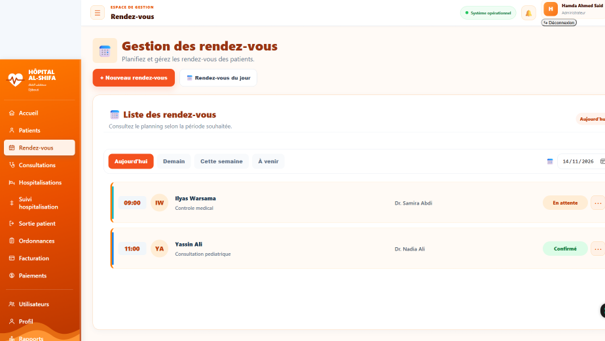 HÔPITAL
AL-SHIFA
Accueil
Patients
Rendez-vous
Consultations
Hospitalisations
Suivi
hospitalisation
Sortie patient
Ordonnances
Facturation
Paiements
Utilisateurs
Profil
Rapports
ESPACE DE GESTION
Rendez-vous
Système opérationnel
H
Hamda Ahmed Said
Administrateur
Déconnexion
Gestion des rendez-vous
Planifiez et gérez les rendez-vous des patients.
+ Nouveau rendez-vous
Rendez-vous du jour
Liste des rendez-vous
Consultez le planning selon la période souhaitée.
Aujourd'hui
Aujourd'hui
Demain
Cette semaine
À venir
14/11/2026
09:00
IW
Ilyas Warsama
Controle medical
Dr. Samira Abdi
En attente
...
11:00
YA
Yassin Ali
Consultation pediatrique
Dr. Nadia Ali
Confirmé
...